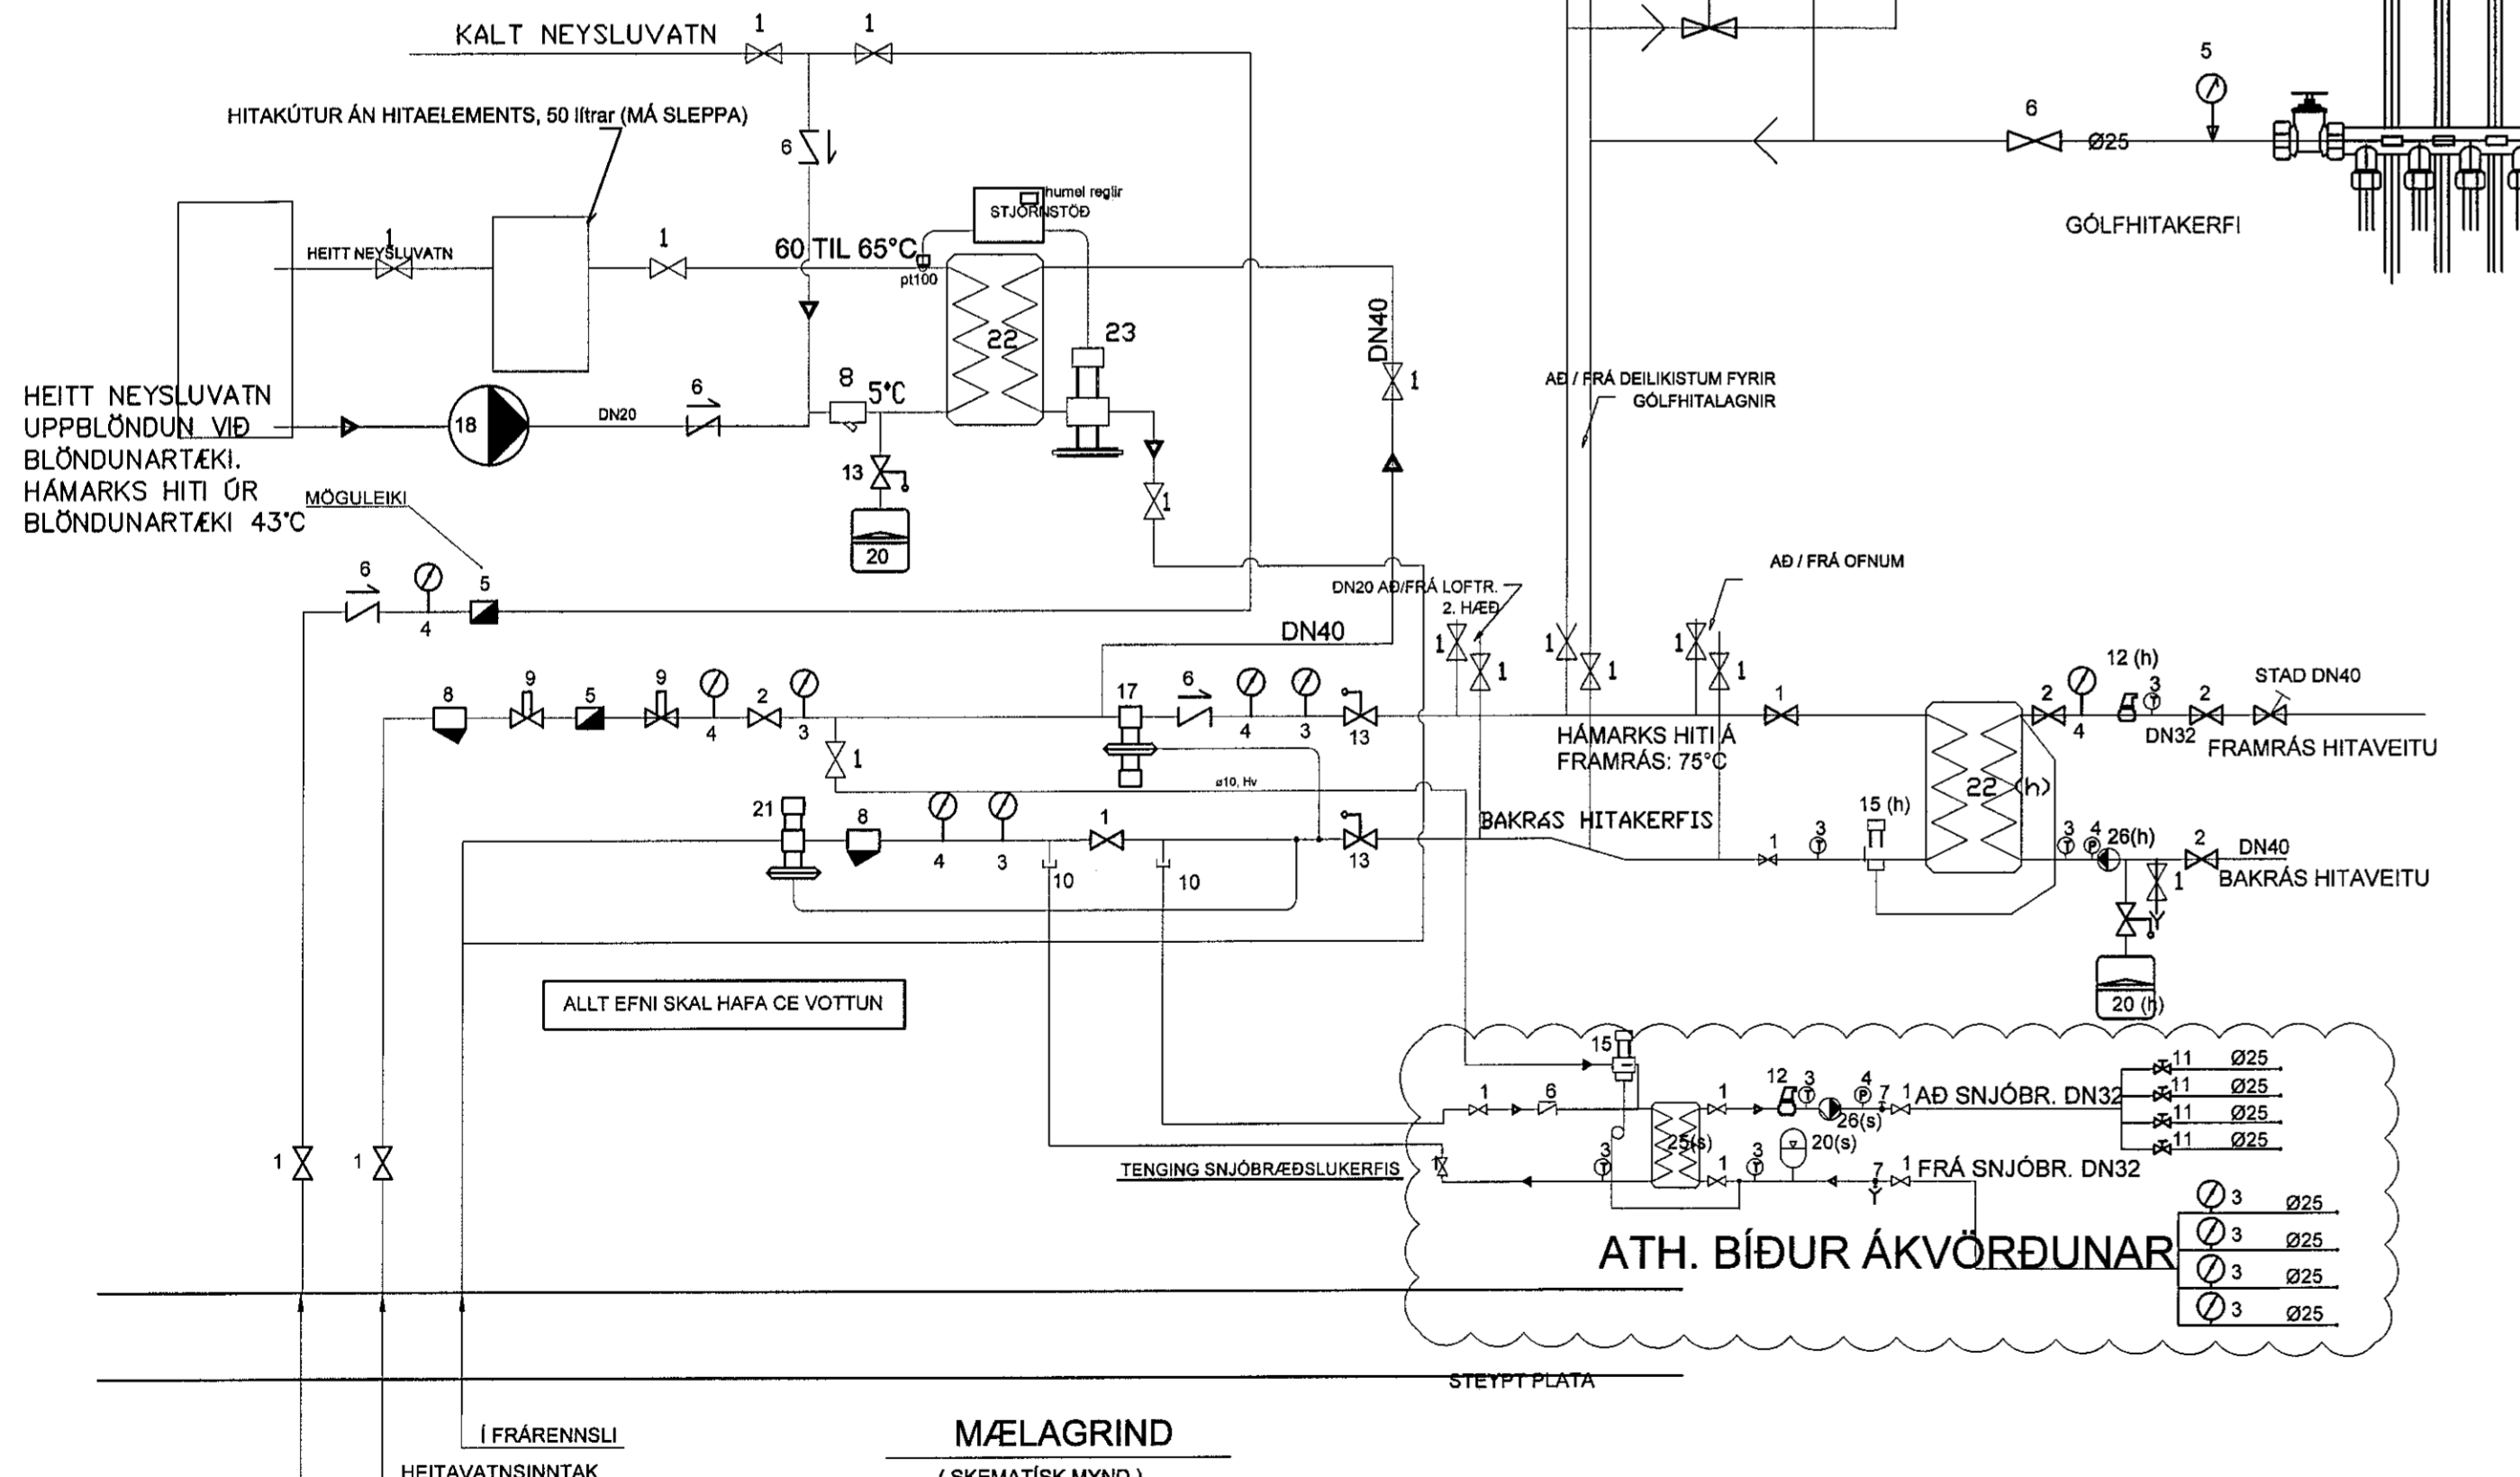 KALT NEYSLUVATN
1
1
HITAKÚTUR ÁN HITAELEMENTS, 50 lítrar (MÁ SLEPPA)
6
humel reglir
STJÓRNSTÖÐ
HEITT NEYSLUVATN
1
1
60 TIL 65°C
pt100
22
23
DN40
1
HEITT NEYSLUVATN
UPPBLÖNDUN VIÐ
BLÖNDUNARTÆKI.
HÁMARKS HITI ÚR
BLÖNDUNARTÆKI 43°C
18
DN20
6
8
5°C
13
20
1
MÖGULEIKI
6
4
5
5
6
Ø25
GÓLFHITAKERFI
AÐ / FRÁ DEILIKISTUM FYRIR
GÓLFHITALAGNIR
AÐ / FRÁ OFNUM
DN20 AÐ/FRÁ LOFTR.
2. HÆÐ
DN40
1
1
1
1
1
1
8
9
5
9
4
2
3
1
17
6
4
3
13
HÁMARKS HITI Á
FRAMRÁS: 75°C
1
22 (h)
2
4
12 (h)
3
DN32
2
STAD DN40
FRAMRÁS HITAVEITU
ø10, Hv
21
8
4
3
1
10
10
13
BAKRÁS HITAKERFIS
1
3
15 (h)
3
4
26(h)
2
DN40
BAKRÁS HITAVEITU
1
20 (h)
ALLT EFNI SKAL HAFA CE VOTTUN
1
1
TENGING SNJÓBRÆÐSLUKERFIS
15
1
6
1
12
3
26(s)
4
7
1
AÐ SNJÓBR. DN32
11
Ø25
11
Ø25
11
Ø25
11
Ø25
1
3
25(s)
1
3
20(s)
7
1
FRÁ SNJÓBR. DN32
3
Ø25
3
Ø25
3
Ø25
3
Ø25
ATH. BÍÐUR ÁKVÖRÐUNAR
STEYPT PLATA
Í FRÁRENNSLI
HEITAVATNSINNTAK
MÆLAGRIND
( SKEMATÍSK MYND )